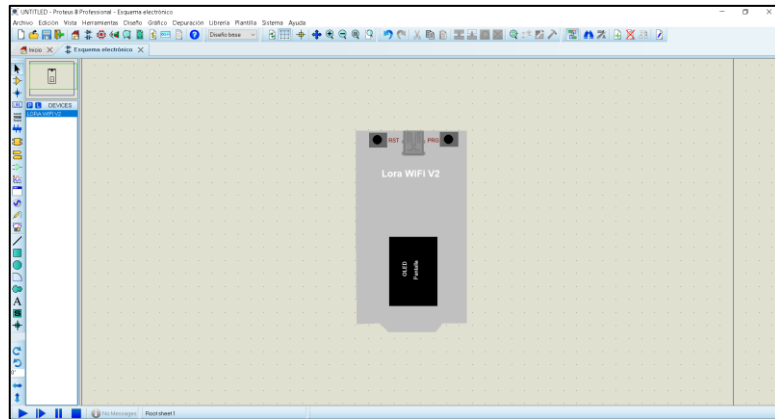 UNTITLED - Proteus 8 Professional - Esquema electrónico
Archivo Edición Vista Herramientas Diseño Gráfico Depuración Librería Plantilla Sistema Ayuda
Diseño base
Inicio
Esquema electrónico
P L DEVICES
LORA WIFI V2
RST
PRG
Lora WiFi V2
OLED
Pantalla
LBL
A
S
0°
No Messages
Root sheet 1